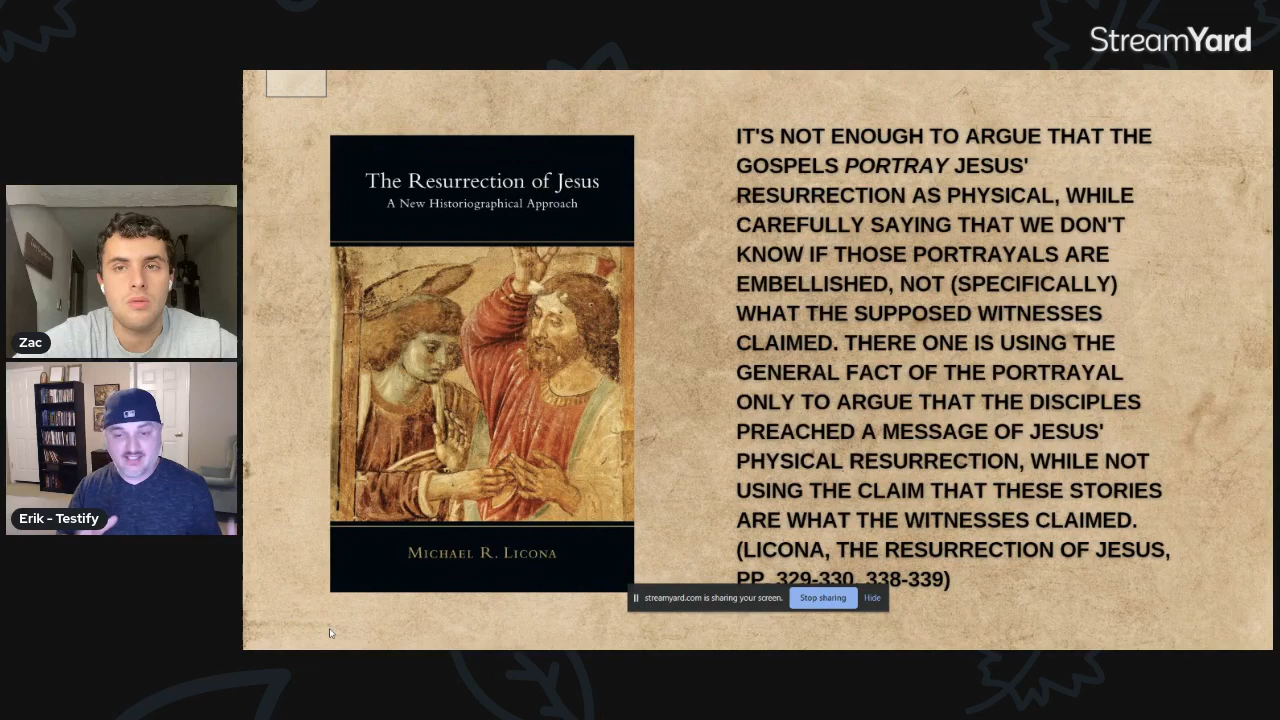 StreamYard
Zac
Erik - Testify
The Resurrection of Jesus
A New Historiographical Approach
MICHAEL R. LICONA
IT'S NOT ENOUGH TO ARGUE THAT THE
GOSPELS PORTRAY JESUS'
RESURRECTION AS PHYSICAL, WHILE
CAREFULLY SAYING THAT WE DON'T
KNOW IF THOSE PORTRAYALS ARE
EMBELLISHED, NOT (SPECIFICALLY)
WHAT THE SUPPOSED WITNESSES
CLAIMED. THERE ONE IS USING THE
GENERAL FACT OF THE PORTRAYAL
ONLY TO ARGUE THAT THE DISCIPLES
PREACHED A MESSAGE OF JESUS'
PHYSICAL RESURRECTION, WHILE NOT
USING THE CLAIM THAT THESE STORIES
ARE WHAT THE WITNESSES CLAIMED.
(LICONA, THE RESURRECTION OF JESUS,
PP. 329-330, 338-339)
streamyard.com is sharing your screen. Stop sharing Hide